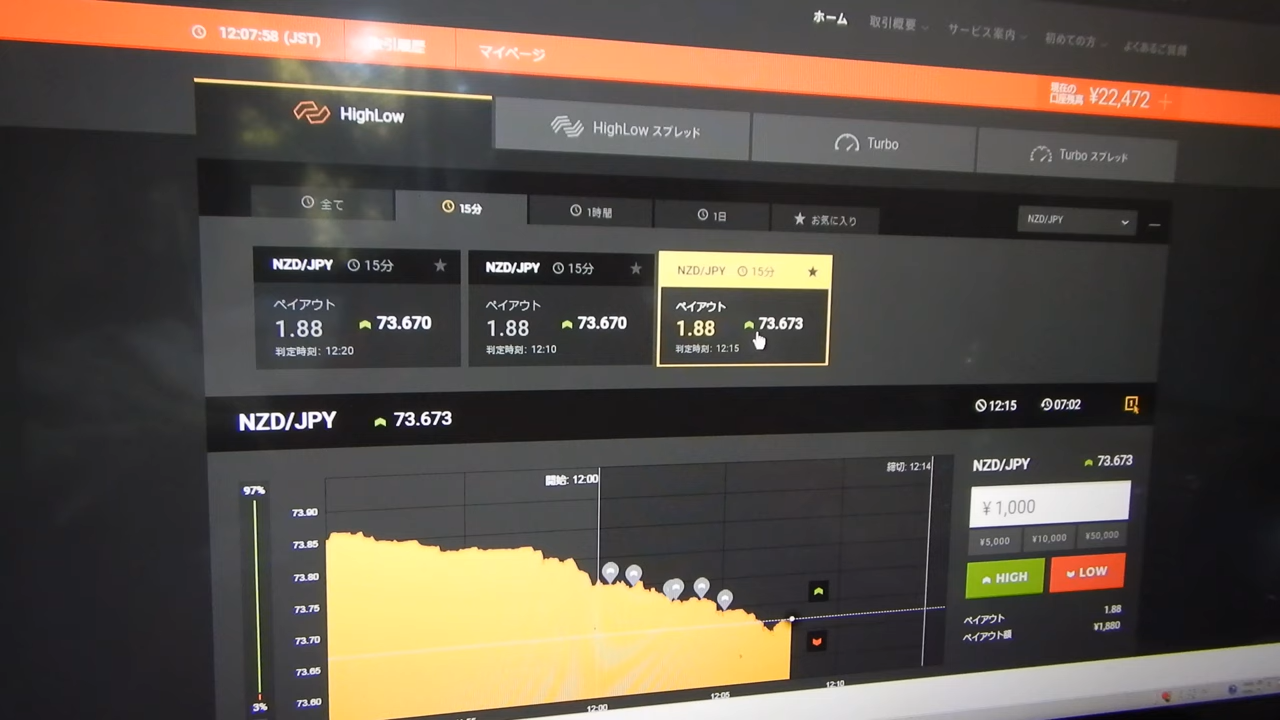 ホーム 取引概要 サービス案内 初めての方 よくあるご質問
12:07:58 (JST) 取引履歴 マイページ 現在の口座残高 ¥22,472
HighLow HighLow スプレッド Turbo Turbo スプレッド
全て 15分 1時間 1日 お気に入り NZD/JPY
NZD/JPY 15分 NZD/JPY 15分 NZD/JPY 15分
ペイアウト ペイアウト ペイアウト
1.88 73.670 1.88 73.670 1.88 73.673
判定時刻: 12:20 判定時刻: 12:10 判定時刻: 12:15
NZD/JPY 73.673 12:15 07:02
開始: 12:00 締切: 12:14
97%
73.90
73.85
73.80
73.75
73.70
73.65
73.60
3%
12:00 12:05 12:10
NZD/JPY 73.673
¥ 1,000
¥5,000 ¥10,000 ¥50,000
HIGH LOW
ペイアウト 1.88
ペイアウト額 ¥1,880